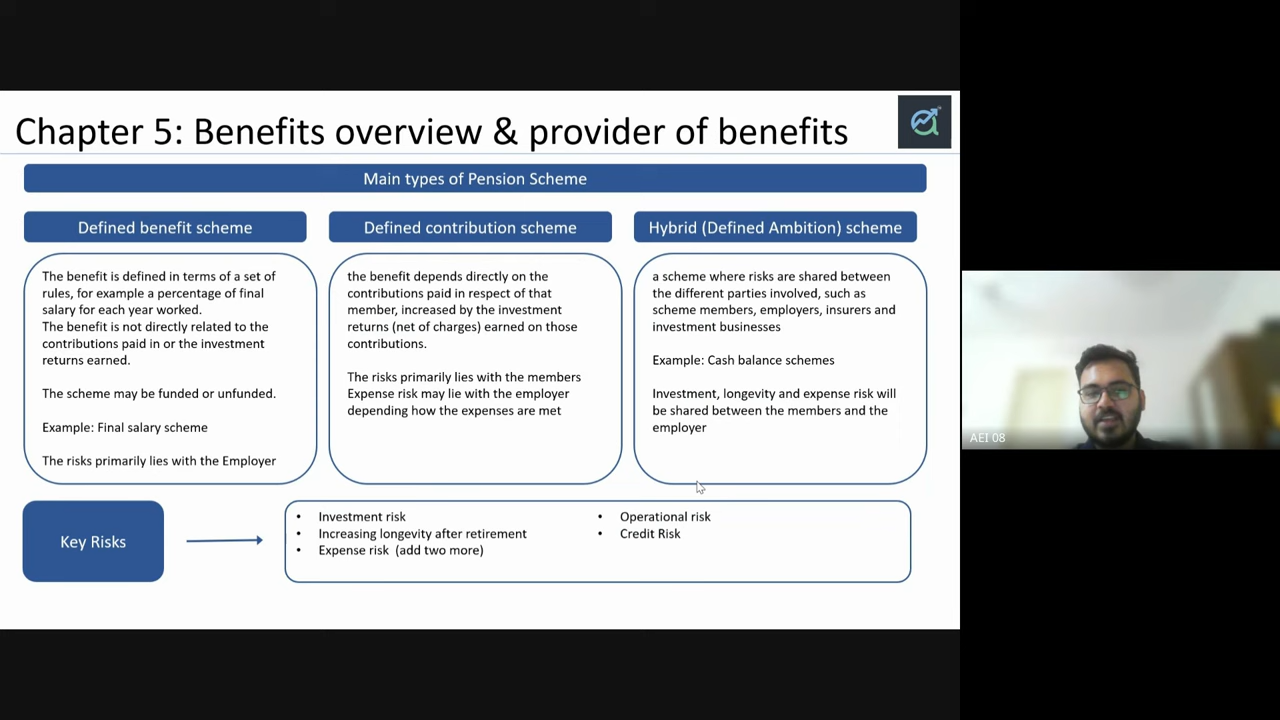 Chapter 5: Benefits overview & provider of benefits
Main types of Pension Scheme
Defined benefit scheme
The benefit is defined in terms of a set of
rules, for example a percentage of final
salary for each year worked.
The benefit is not directly related to the
contributions paid in or the investment
returns earned.
The scheme may be funded or unfunded.
Example: Final salary scheme
The risks primarily lies with the Employer
Defined contribution scheme
the benefit depends directly on the
contributions paid in respect of that
member, increased by the investment
returns (net of charges) earned on those
contributions.
The risks primarily lies with the members
Expense risk may lie with the employer
depending how the expenses are met
Hybrid (Defined Ambition) scheme
a scheme where risks are shared between
the different parties involved, such as
scheme members, employers, insurers and
investment businesses
Example: Cash balance schemes
Investment, longevity and expense risk will
be shared between the members and the
employer
Key Risks
• Investment risk
• Increasing longevity after retirement
• Expense risk (add two more)
• Operational risk
• Credit Risk
AEI 08